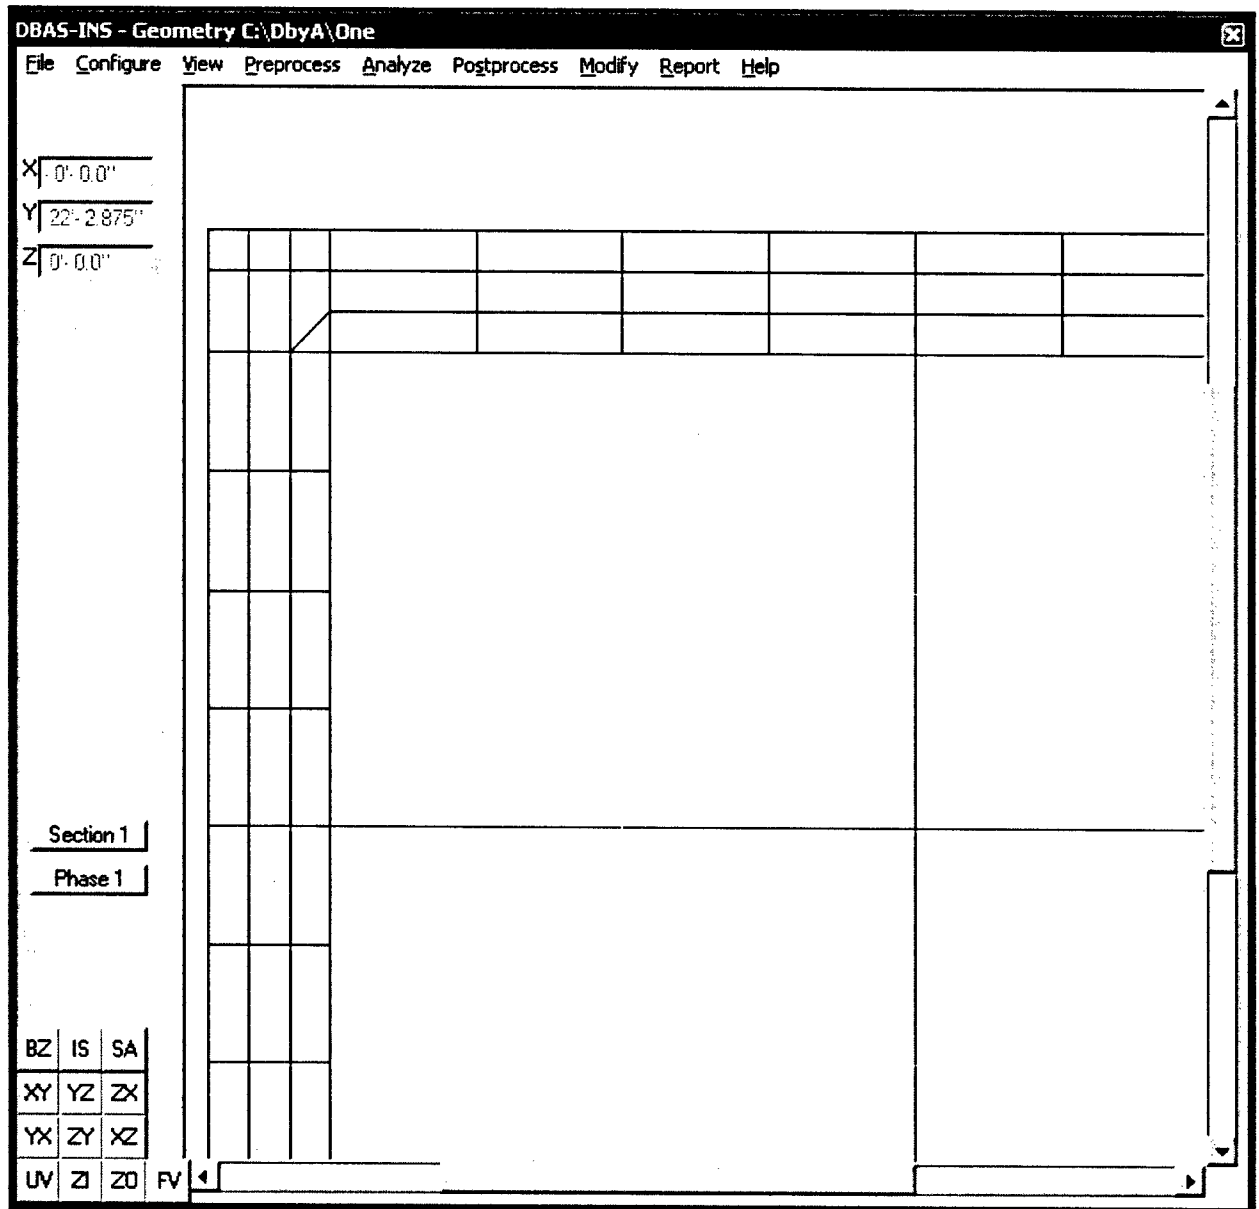 DBAS-INS - Geometry C:\DbyA\One
File Configure View Preprocess Analyze Postprocess Modify Report Help
X - 0'- 0.0"
Y 22'- 2.875"
Z 0'- 0.0"
Section 1
Phase 1
BZ IS SA
XY YZ ZX
YX ZY XZ
UV ZI ZO FV